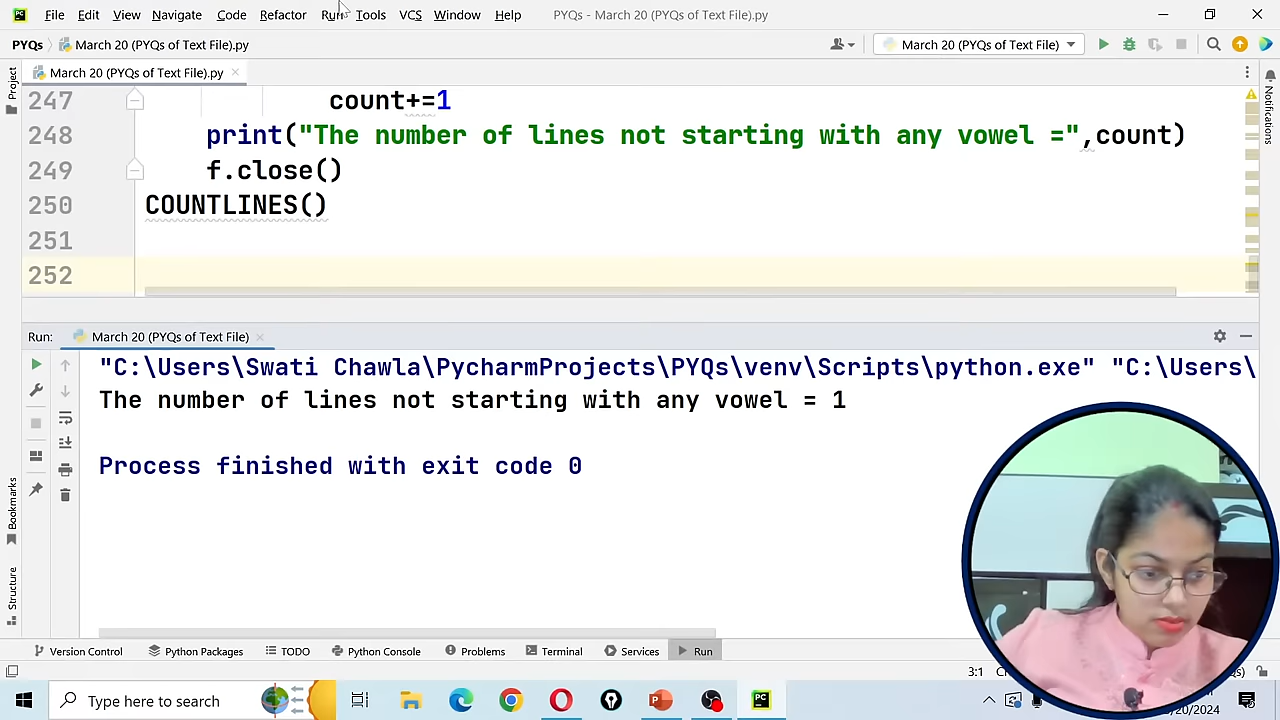 File Edit View Navigate Code Refactor Run Tools VCS Window Help PYQs - March 20 (PYQs of Text File).py
PYQs March 20 (PYQs of Text File).py March 20 (PYQs of Text File)
March 20 (PYQs of Text File).py
Project
Notifications
247 count+=1
248 print("The number of lines not starting with any vowel =",count)
249 f.close()
250 COUNTLINES()
251
252
Run: March 20 (PYQs of Text File)
"C:\Users\Swati Chawla\PycharmProjects\PYQs\venv\Scripts\python.exe" "C:\Users\
The number of lines not starting with any vowel = 1
Process finished with exit code 0
Bookmarks
Structure
Version Control Python Packages TODO Python Console Problems Terminal Services Run
3:1
Type here to search
/20/2024